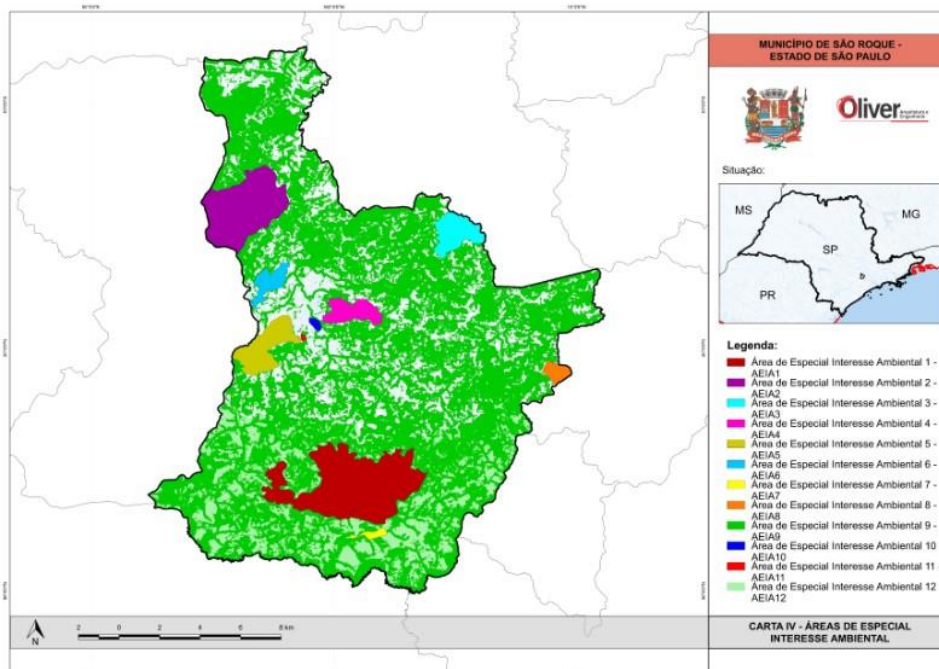 MUNICÍPIO DE SÃO ROQUE -
ESTADO DE SÃO PAULO
Oliver
Situação:
MS
MG
SP
PR
Legenda:
Área de Especial Interesse Ambiental 1 -
AEIA1
Área de Especial Interesse Ambiental 2 -
AEIA2
Área de Especial Interesse Ambiental 3 -
AEIA3
Área de Especial Interesse Ambiental 4 -
AEIA4
Área de Especial Interesse Ambiental 5 -
AEIA5
Área de Especial Interesse Ambiental 6 -
AEIA6
Área de Especial Interesse Ambiental 7 -
AEIA7
Área de Especial Interesse Ambiental 8 -
AEIA8
Área de Especial Interesse Ambiental 9 -
AEIA9
Área de Especial Interesse Ambiental 10
AEIA10
Área de Especial Interesse Ambiental 11 -
AEIA11
Área de Especial Interesse Ambiental 12
AEIA12
N
2 0 2 4 6 8 km
CARTA IV - ÁREAS DE ESPECIAL
INTERESSE AMBIENTAL